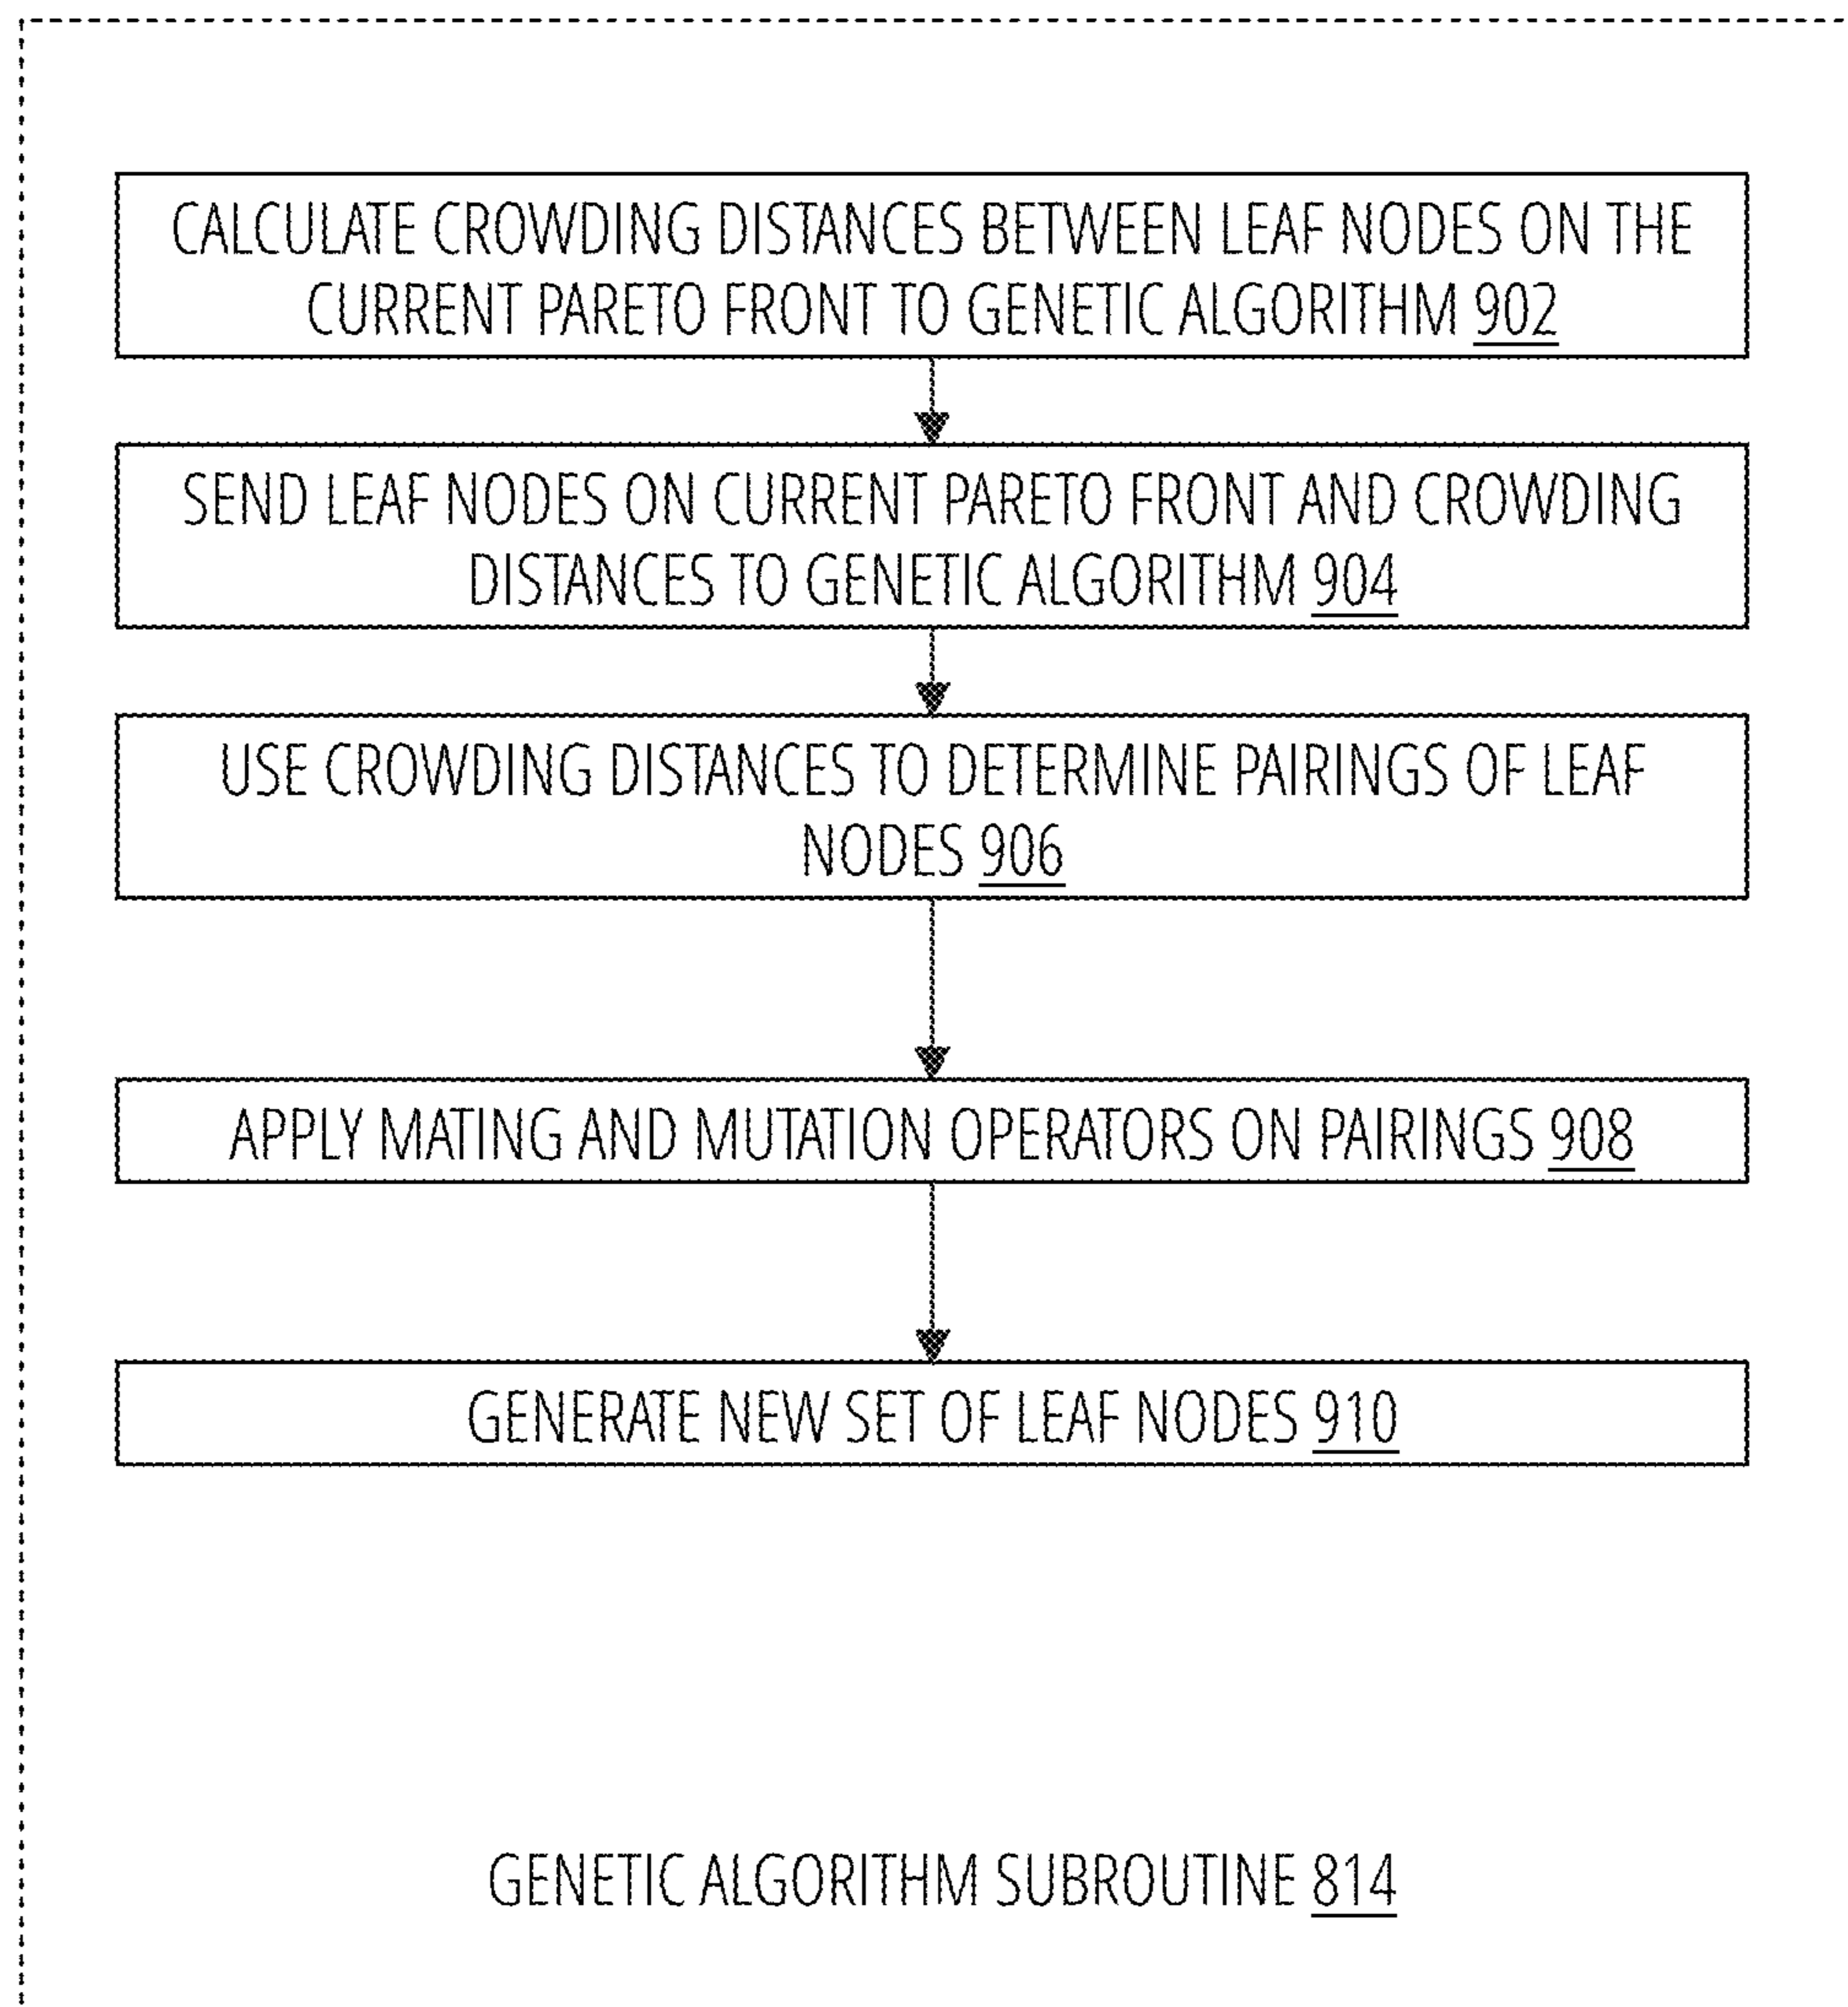 CALCULATE CROWDING DISTANCES BETWEEN LEAF NODES ON THE
CURRENT PARETO FRONT TO GENETIC ALGORITHM 902
SEND LEAF NODES ON CURRENT PARETO FRONT AND CROWDING
DISTANCES TO GENETIC ALGORITHM 904
USE CROWDING DISTANCES TO DETERMINE PAIRINGS OF LEAF
NODES 906
APPLY MATING AND MUTATION OPERATORS ON PAIRINGS 908
GENERATE NEW SET OF LEAF NODES 910
GENETIC ALGORITHM SUBROUTINE 814